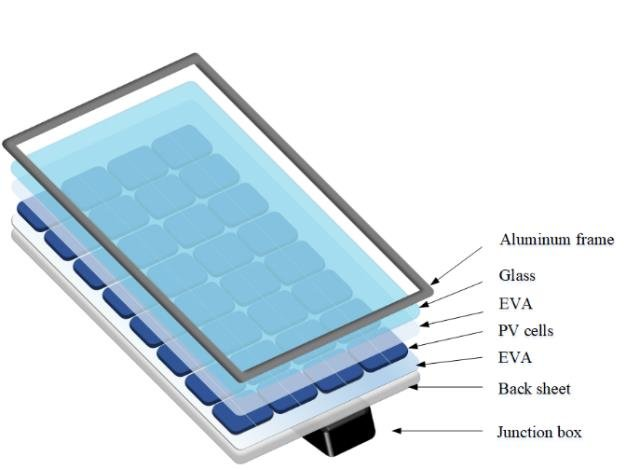 Aluminum frame
Glass
EVA
PV cells
EVA
Back sheet
Junction box